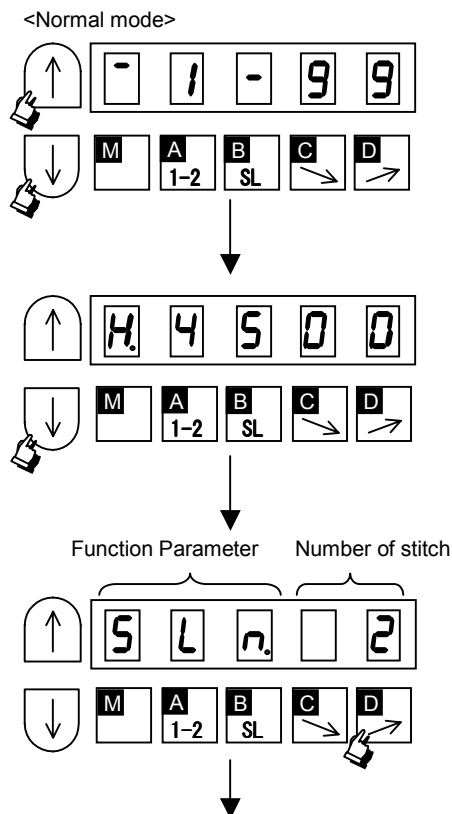 <Normal mode>
- 1 - 9 9
M A B C D
1-2 SL
H. 4 5 0 0
M A B C D
1-2 SL
Function Parameter Number of stitch
S L n. 2
M A B C D
1-2 SL